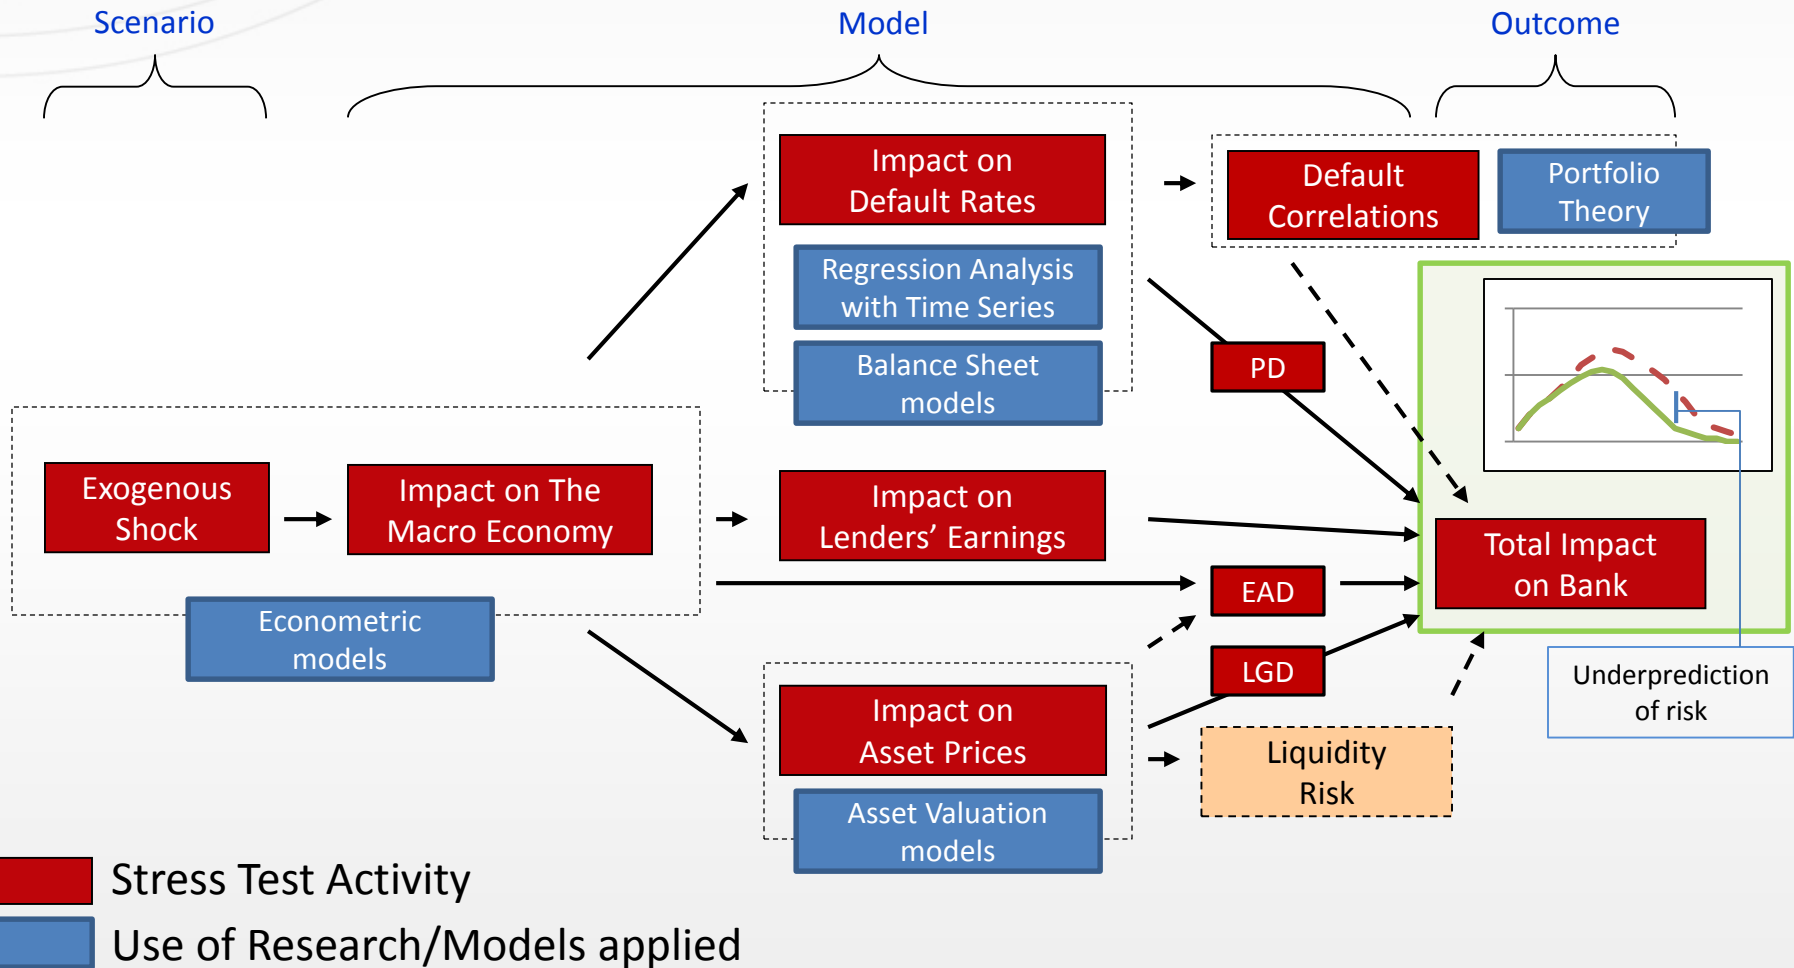 Scenario
Model
Outcome
Impact on
Default Rates
Default
Correlations
Portfolio
Theory
Regression Analysis
with Time Series
Balance Sheet
models
PD
Exogenous
Shock
Impact on The
Macro Economy
Impact on
Lenders’ Earnings
Total Impact
on Bank
EAD
Econometric
models
LGD
Underprediction
of risk
Impact on
Asset Prices
Liquidity
Risk
Asset Valuation
models
Stress Test Activity
Use of Research/Models applied